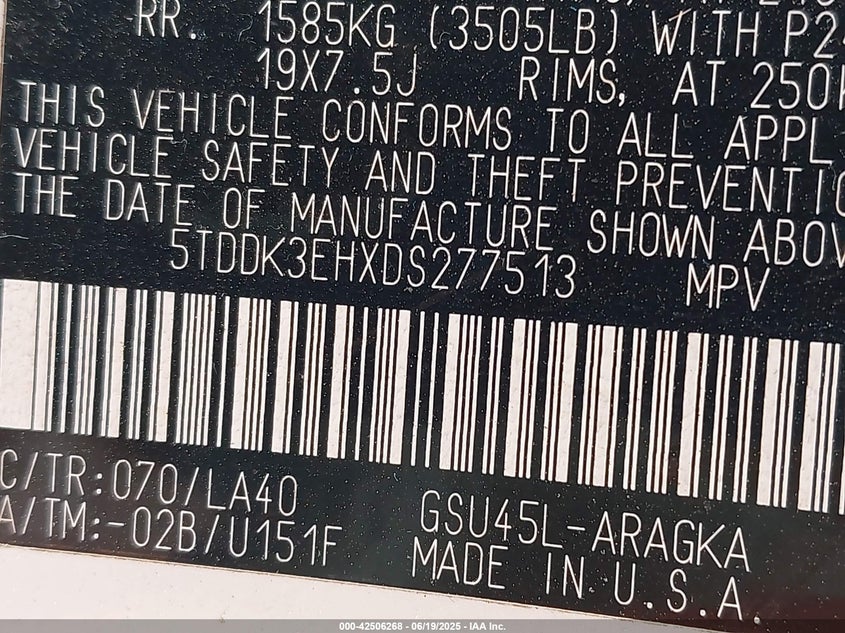 RR. 1585KG (3505LB) WITH P2
19X7.5J RIMS, AT 250
THIS VEHICLE CONFORMS TO ALL APPL
VEHICLE SAFETY AND THEFT PREVENTIO
THE DATE OF MANUFACTURE SHOWN ABOV
5TDDK3EHXDS277513 MPV
C/TR:070/LA40 GSU45L-ARAGKA
A/TM:-02B/U151F MADE IN U.S.A
000-42506268 - 06/19/2025 - IAA Inc.